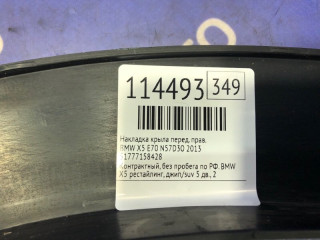 114493 349
Накладка крыла перед. прав.
BMW X5 E70 N57D30 2013
51777158428
Контрактный, без пробега по РФ. BMW
X5 рестайлинг, джип/suv 5 дв., 2